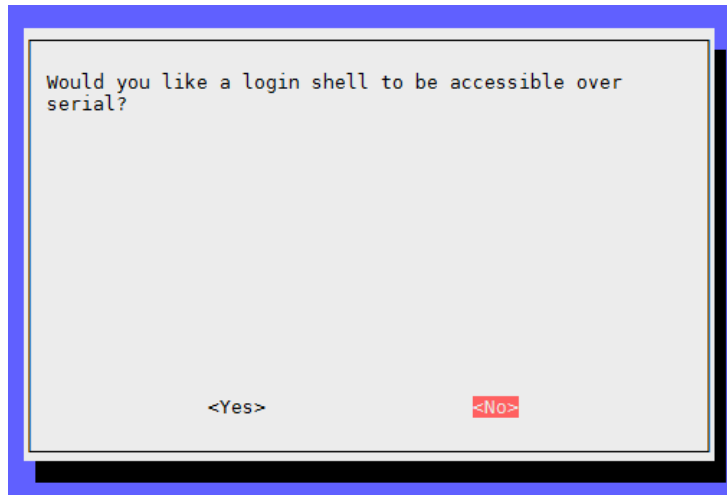 Would you like a login shell to be accessible over
serial?
<Yes> <No>